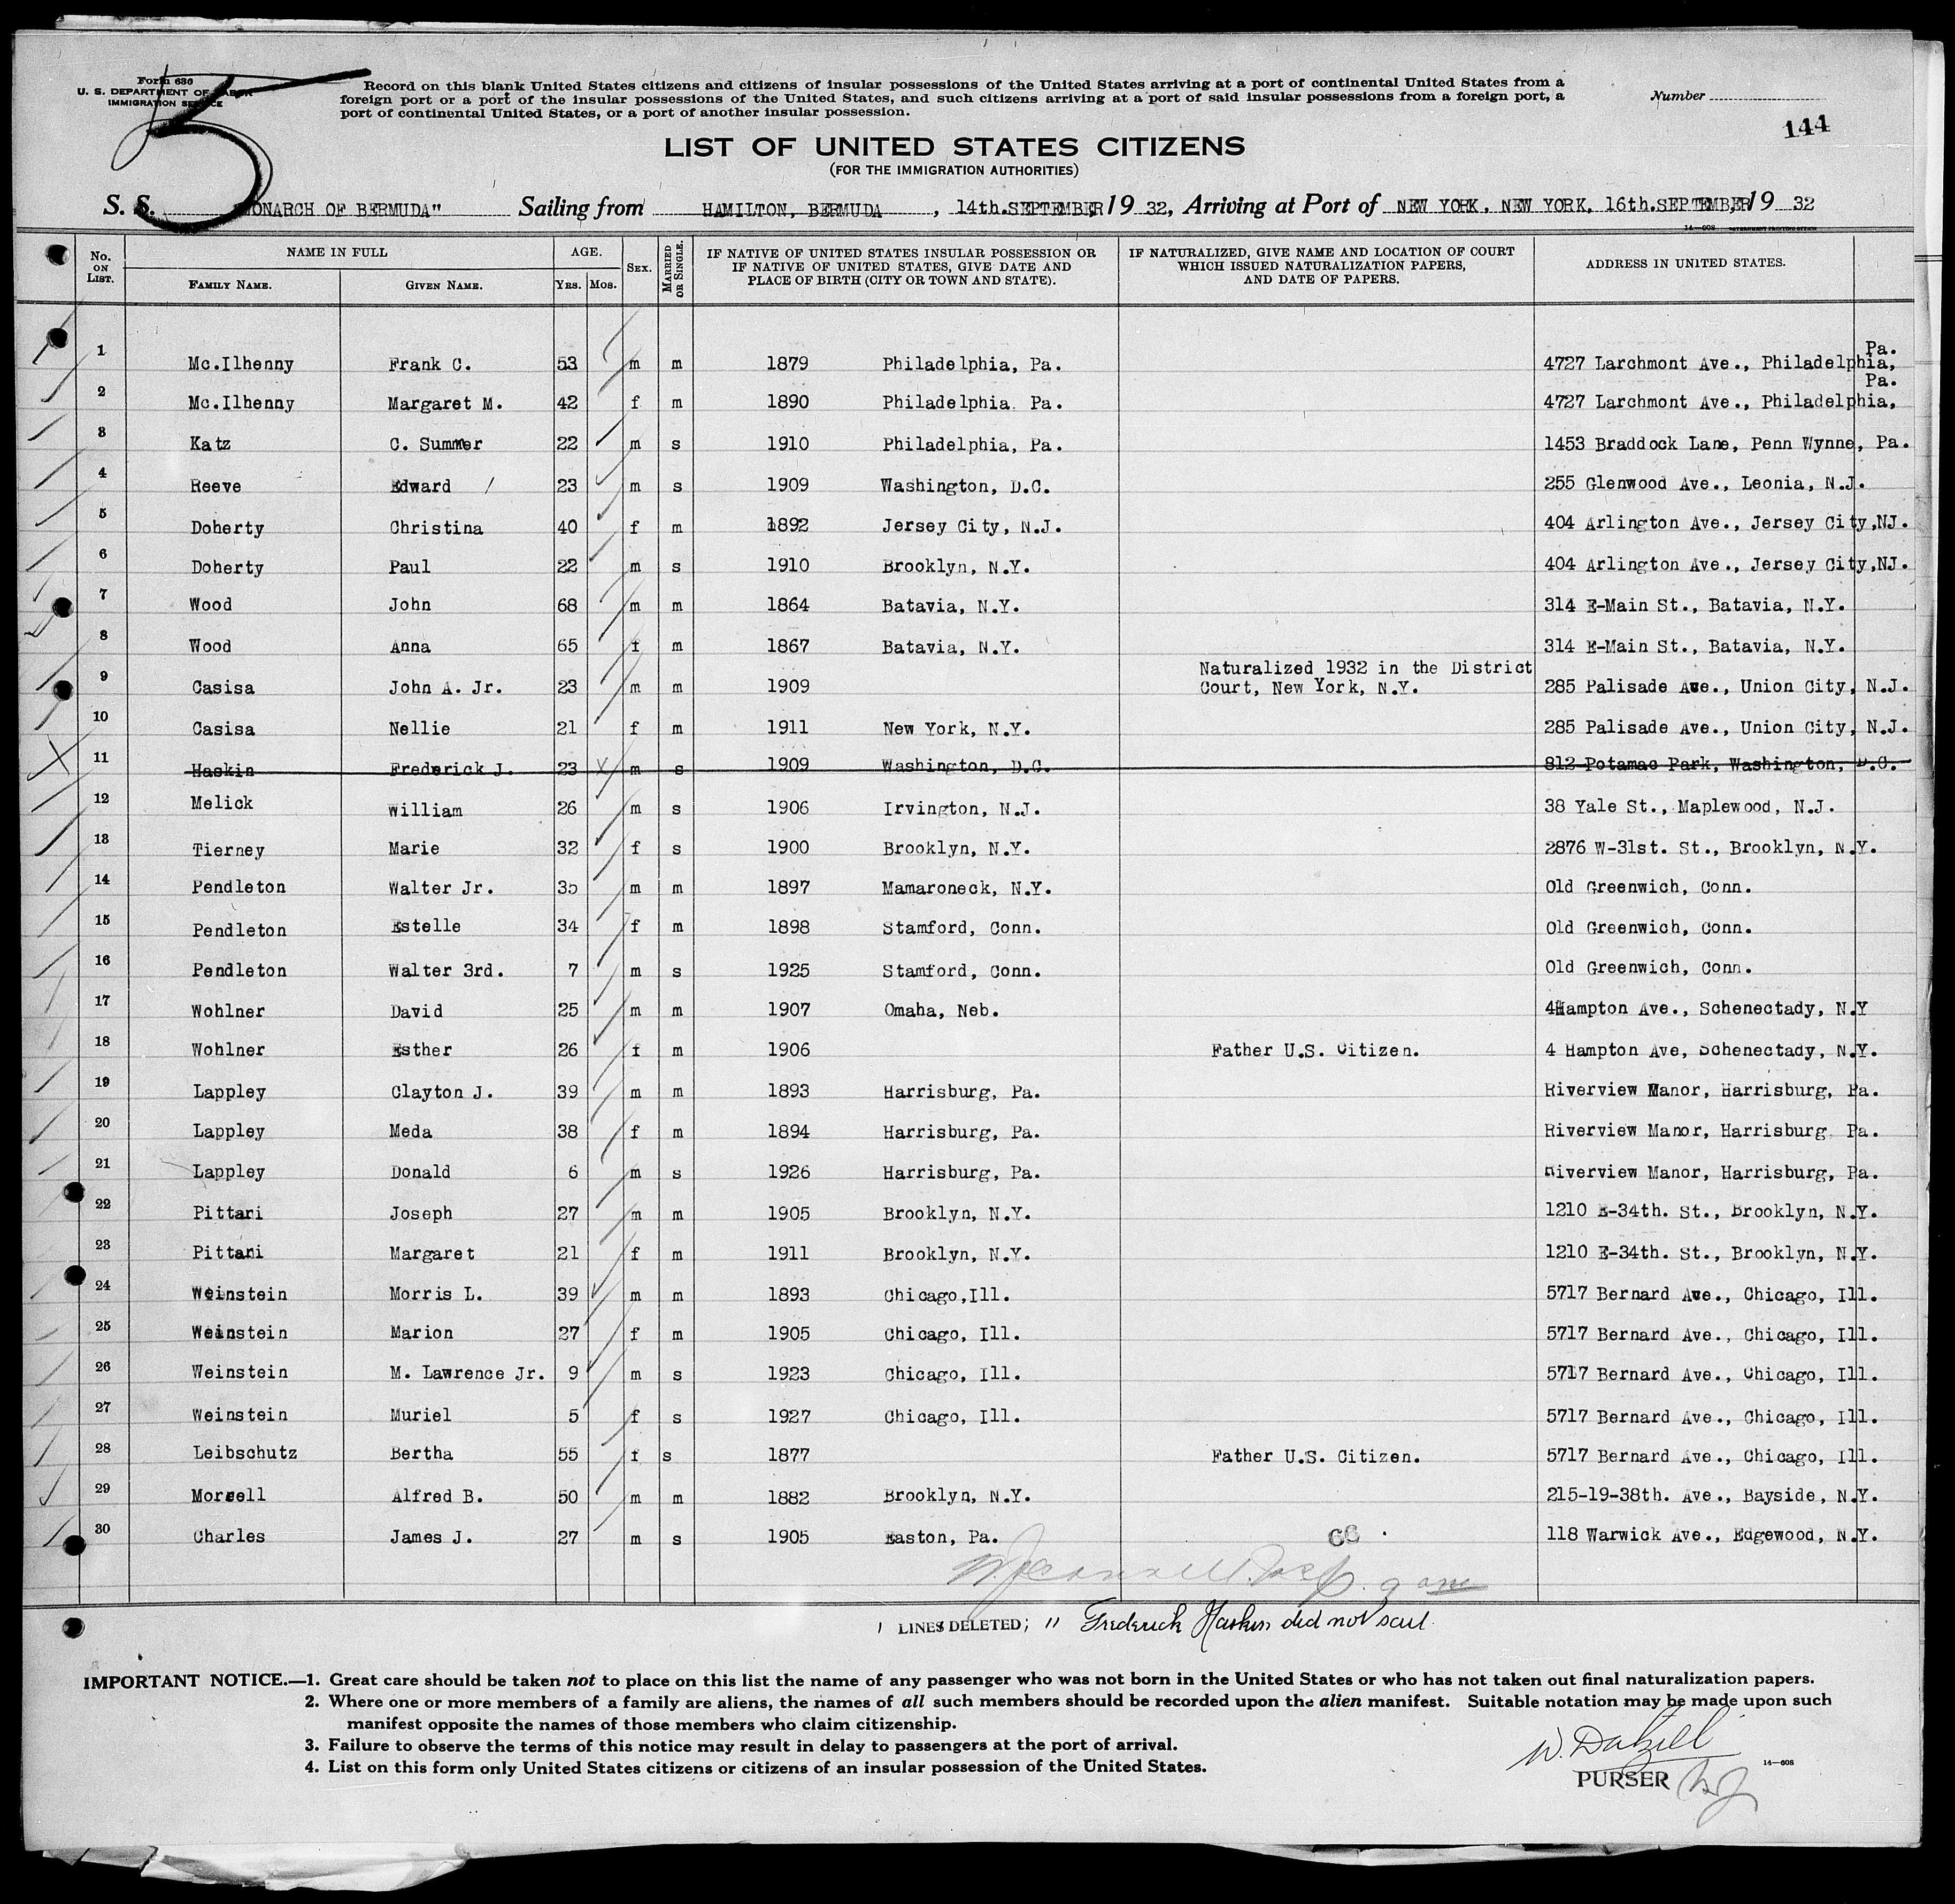 Form 630
U. S. DEPARTMENT OF LABOR
IMMIGRATION SERVICE
5
Record on this blank United States citizens and citizens of insular possessions of the United States arriving at a port of continental United States from a
foreign port or a port of the insular possessions of the United States, and such citizens arriving at a port of said insular possessions from a foreign port, a
port of continental United States, or a port of another insular possession.
Number
144
LIST OF UNITED STATES CITIZENS
(FOR THE IMMIGRATION AUTHORITIES)
S. S. MONARCH OF BERMUDA" Sailing from HAMILTON, BERMUDA , 14th.SEPTEMBER 19 32, Arriving at Port of NEW YORK, NEW YORK, 16th.SEPTEMBER 19 32
14—608 GOVERNMENT PRINTING OFFICE
No. ON LIST. NAME IN FULL FAMILY NAME. GIVEN NAME. AGE. YRS. MOS. SEX. MARRIED OR SINGLE. IF NATIVE OF UNITED STATES INSULAR POSSESSION OR IF NATIVE OF UNITED STATES, GIVE DATE AND PLACE OF BIRTH (CITY OR TOWN AND STATE). IF NATURALIZED, GIVE NAME AND LOCATION OF COURT WHICH ISSUED NATURALIZATION PAPERS, AND DATE OF PAPERS. ADDRESS IN UNITED STATES.
1 Mc.Ilhenny Frank C. 53 m m 1879 Philadelphia, Pa. 4727 Larchmont Ave., Philadelphia, Pa.
2 Mc.Ilhenny Margaret M. 42 f m 1890 Philadelphia Pa. 4727 Larchmont Ave., Philadelphia, Pa.
3 Katz C. Summer 22 m s 1910 Philadelphia, Pa. 1453 Braddock Lane, Penn Wynne, Pa.
4 Reeve Edward 23 m s 1909 Washington, D.C. 255 Glenwood Ave., Leonia, N.J.
5 Doherty Christina 40 f m 1892 Jersey City, N.J. 404 Arlington Ave., Jersey City,NJ.
6 Doherty Paul 22 m s 1910 Brooklyn, N.Y. 404 Arlington Ave., Jersey City,NJ.
7 Wood John 68 m m 1864 Batavia, N.Y. 314 E-Main St., Batavia, N.Y.
8 Wood Anna 65 f m 1867 Batavia, N.Y. 314 E-Main St., Batavia, N.Y.
9 Casisa John A. Jr. 23 m m 1909 Naturalized 1932 in the District Court, New York, N.Y. 285 Palisade Ave., Union City, N.J.
10 Casisa Nellie 21 f m 1911 New York, N.Y. 285 Palisade Ave., Union City, N.J.
11 Haskin Frederick J. 23 m s 1909 Washington, D.C. 812 Potamac Park, Washington, D.C.
12 Melick William 26 m s 1906 Irvington, N.J. 38 Yale St., Maplewood, N.J.
13 Tierney Marie 32 f s 1900 Brooklyn, N.Y. 2876 W-31st. St., Brooklyn, N.Y.
14 Pendleton Walter Jr. 35 m m 1897 Mamaroneck, N.Y. Old Greenwich, Conn.
15 Pendleton Estelle 34 f m 1898 Stamford, Conn. Old Greenwich, Conn.
16 Pendleton Walter 3rd. 7 m s 1925 Stamford, Conn. Old Greenwich, Conn.
17 Wohlner David 25 m m 1907 Omaha, Neb. 4Hampton Ave., Schenectady, N.Y
18 Wohlner Esther 26 f m 1906 Father U.S. Citizen. 4 Hampton Ave, Schenectady, N.Y.
19 Lappley Clayton J. 39 m m 1893 Harrisburg, Pa. Riverview Manor, Harrisburg, Pa.
20 Lappley Meda 38 f m 1894 Harrisburg, Pa. Riverview Manor, Harrisburg Pa.
21 Lappley Donald 6 m s 1926 Harrisburg, Pa. Riverview Manor, Harrisburg, Pa.
22 Pittari Joseph 27 m m 1905 Brooklyn, N.Y. 1210 E-34th. St., Brooklyn, N.Y.
23 Pittari Margaret 21 f m 1911 Brooklyn, N.Y. 1210 E-34th. St., Brooklyn, N.Y.
24 Weinstein Morris L. 39 m m 1893 Chicago,Ill. 5717 Bernard Ave., Chicago, Ill.
25 Weinstein Marion 27 f m 1905 Chicago, Ill. 5717 Bernard Ave., Chicago, Ill.
26 Weinstein M. Lawrence Jr. 9 m s 1923 Chicago, Ill. 5717 Bernard Ave., Chicago, Ill.
27 Weinstein Muriel 5 f s 1927 Chicago, Ill. 5717 Bernard Ave., Chicago, Ill.
28 Leibschutz Bertha 55 f s 1877 Father U.S. Citizen. 5717 Bernard Ave., Chicago, Ill.
29 Morrell Alfred B. 50 m m 1882 Brooklyn, N.Y. 215-19-38th. Ave., Bayside, N.Y.
30 Charles James J. 27 m s 1905 Easton, Pa. 118 Warwick Ave., Edgewood, N.Y.
1 LINES DELETED; 11 Frederick Haskin did not sail.
IMPORTANT NOTICE.—1. Great care should be taken not to place on this list the name of any passenger who was not born in the United States or who has not taken out final naturalization papers.
2. Where one or more members of a family are aliens, the names of all such members should be recorded upon the alien manifest. Suitable notation may be made upon such
manifest opposite the names of those members who claim citizenship.
3. Failure to observe the terms of this notice may result in delay to passengers at the port of arrival.
4. List on this form only United States citizens or citizens of an insular possession of the United States.
W. Dalzell
PURSER
14—608